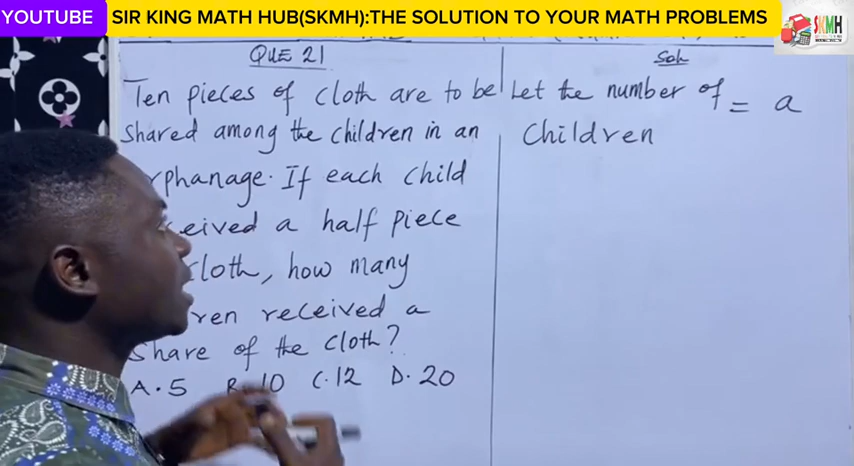 YOUTUBE
SIR KING MATH HUB(SKMH):THE SOLUTION TO YOUR MATH PROBLEMS
SKMH
QUE 21
Ten pieces of cloth are to be
shared among the children in an
rphanage. If each child
eived a half piece
cloth, how many
ren received a
share of the cloth?
A. 5 B. 10 C. 12 D. 20
Soln
Let the number of = a
Children